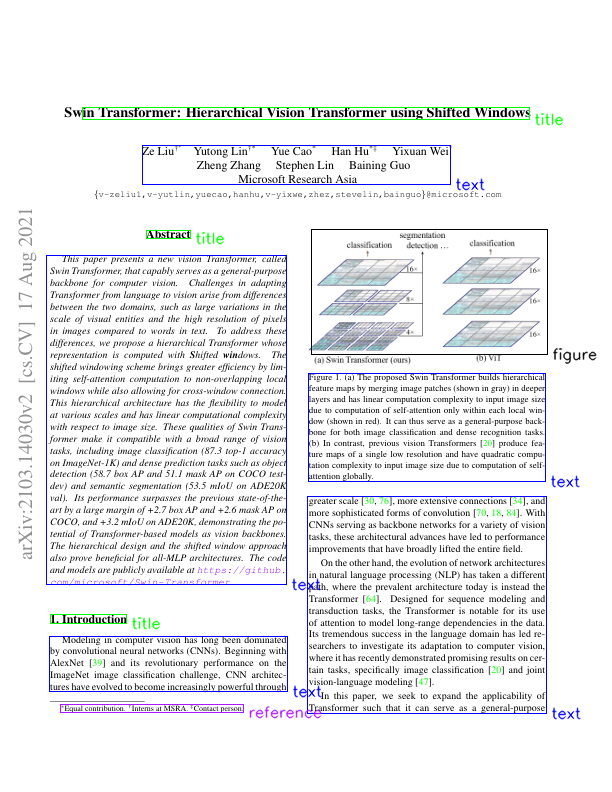 arXiv:2103.14030v2 [cs.CV] 17 Aug 2021
Swin Transformer: Hierarchical Vision Transformer using Shifted Windows
title
Ze Liu†* Yutong Lin†* Yue Cao* Han Hu*‡ Yixuan Wei†
Zheng Zhang Stephen Lin Baining Guo
Microsoft Research Asia
text
{v-zeliu1,v-yutlin,yuecao,hanhu,v-yixwe,zhez,stevelin,bainguo}@microsoft.com
Abstract
title
This paper presents a new vision Transformer, called
Swin Transformer, that capably serves as a general-purpose
backbone for computer vision. Challenges in adapting
Transformer from language to vision arise from differences
between the two domains, such as large variations in the
scale of visual entities and the high resolution of pixels
in images compared to words in text. To address these
differences, we propose a hierarchical Transformer whose
representation is computed with Shifted windows. The
shifted windowing scheme brings greater efficiency by lim-
iting self-attention computation to non-overlapping local
windows while also allowing for cross-window connection.
This hierarchical architecture has the flexibility to model
at various scales and has linear computational complexity
with respect to image size. These qualities of Swin Trans-
former make it compatible with a broad range of vision
tasks, including image classification (87.3 top-1 accuracy
on ImageNet-1K) and dense prediction tasks such as object
detection (58.7 box AP and 51.1 mask AP on COCO test-
dev) and semantic segmentation (53.5 mIoU on ADE20K
val). Its performance surpasses the previous state-of-the-
art by a large margin of +2.7 box AP and +2.6 mask AP on
COCO, and +3.2 mIoU on ADE20K, demonstrating the po-
tential of Transformer-based models as vision backbones.
The hierarchical design and the shifted window approach
also prove beneficial for all-MLP architectures. The code
and models are publicly available at https://github.
com/microsoft/Swin-Transformer
text
1. Introduction
title
Modeling in computer vision has long been dominated
by convolutional neural networks (CNNs). Beginning with
AlexNet [39] and its revolutionary performance on the
ImageNet image classification challenge, CNN architec-
tures have evolved to become increasingly powerful through
text
*Equal contribution. †Interns at MSRA. ‡Contact person.
reference
segmentation
classification detection ... classification
16×
8×
4×
16×
16×
16×
(a) Swin Transformer (ours) (b) ViT
figure
Figure 1. (a) The proposed Swin Transformer builds hierarchical
feature maps by merging image patches (shown in gray) in deeper
layers and has linear computation complexity to input image size
due to computation of self-attention only within each local win-
dow (shown in red). It can thus serve as a general-purpose back-
bone for both image classification and dense recognition tasks.
(b) In contrast, previous vision Transformers [20] produce fea-
ture maps of a single low resolution and have quadratic compu-
tation complexity to input image size due to computation of self-
attention globally.
text
greater scale [30, 76], more extensive connections [34], and
more sophisticated forms of convolution [70, 18, 84]. With
CNNs serving as backbone networks for a variety of vision
tasks, these architectural advances have led to performance
improvements that have broadly lifted the entire field.
On the other hand, the evolution of network architectures
in natural language processing (NLP) has taken a different
path, where the prevalent architecture today is instead the
Transformer [64]. Designed for sequence modeling and
transduction tasks, the Transformer is notable for its use
of attention to model long-range dependencies in the data.
Its tremendous success in the language domain has led re-
searchers to investigate its adaptation to computer vision,
where it has recently demonstrated promising results on cer-
tain tasks, specifically image classification [20] and joint
vision-language modeling [47].
In this paper, we seek to expand the applicability of
Transformer such that it can serve as a general-purpose
text